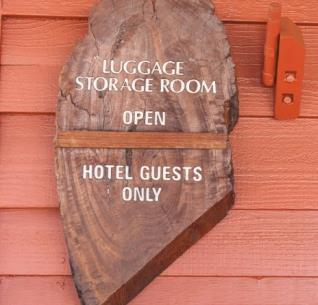 LUGGAGE
STORAGE ROOM
OPEN
HOTEL GUESTS
ONLY